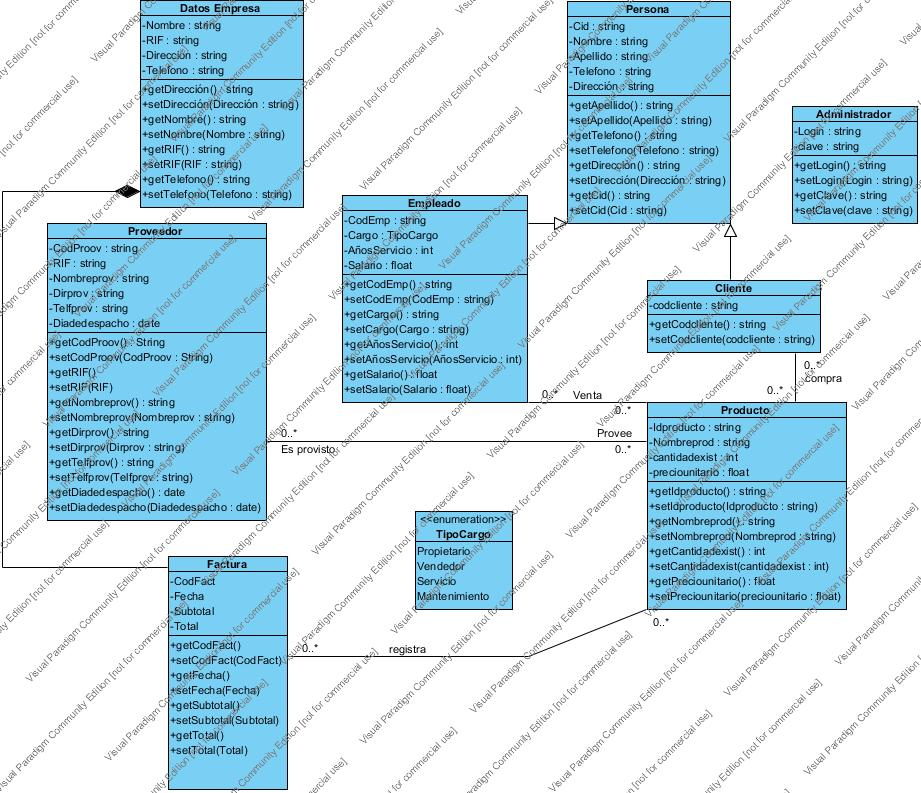 Datos Empresa
-Nombre : string
-RIF : string
-Dirección : string
-Telefono : string
+getDirección() : string
+setDirección(Dirección : string)
+getNombre() : string
+setNombre(Nombre : string)
+getRIF() : string
+setRIF(RIF : string)
+getTelefono() : string
+setTelefono(Telefono : string)
Persona
-Cid : string
-Nombre : string
-Apellido : string
-Telefono : string
-Dirección : string
+getApellido() : string
+setApellido(Apellido : string)
+getTelefono() : string
+setTelefono(Telefono : string)
+getDirección() : string
+setDirección(Dirección : string)
+getCid() : string
+setCid(Cid : string)
Administrador
-Login : string
-clave : string
+getLogin() : string
+setLogin(Login : string)
+getClave() : string
+setClave(clave : string)
Empleado
-CodEmp : string
-Cargo : TipoCargo
-AñosServicio : int
-Salario : float
+getCodEmp() : string
+setCodEmp(CodEmp : string)
+getCargo() : string
+setCargo(Cargo : string)
+getAñosServicio() : int
+setAñosServicio(AñosServicio : int)
+getSalario() : float
+setSalario(Salario : float)
Proveedor
-CodProov : string
-RIF : string
-Nombreprov : string
-Dirprov : string
-Telfprov : string
-Diadedespacho : date
+getCodProov() : String
+setCodProov(CodProov : String)
+getRIF()
+setRIF(RIF)
+getNombreprov() : string
+setNombreprov(Nombreprov : string)
+getDirprov() : string
+setDirprov(Dirprov : string)
+getTelfprov() : string
+setTelfprov(Telfprov : string)
+getDiadedespacho() : date
+setDiadedespacho(Diadedespacho : date)
Cliente
-codcliente : string
+getCodcliente() : string
+setCodcliente(codcliente : string)
0..*
compra
0..*
0..*
Venta
0..*
Producto
-Idproducto : string
-Nombreprod : string
-cantidadexist : int
-preciounitario : float
+getIdproducto() : string
+setIdproducto(Idproducto : string)
+getNombreprod() : string
+setNombreprod(Nombreprod : string)
+getCantidadexist() : int
+setCantidadexist(cantidadexist : int)
+getPreciounitario() : float
+setPreciounitario(preciounitario : float)
0..*
Es provisto
Provee
0..*
<<enumeration>>
TipoCargo
Propietario
Vendedor
Servicio
Mantenimiento
Factura
-CodFact
-Fecha
-Subtotal
-Total
+getCodFact()
+setCodFact(CodFact)
+getFecha()
+setFecha(Fecha)
+getSubtotal()
+setSubtotal(Subtotal)
+getTotal()
+setTotal(Total)
0..*
registra
0..*
Visual Paradigm Community Edition [not for commercial use]